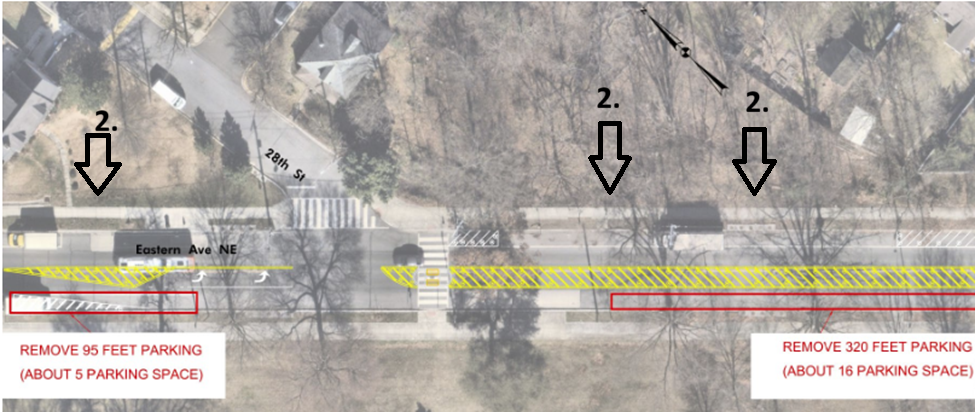 2.
2.
2.
28th St
Eastern Ave NE
REMOVE 95 FEET PARKING
(ABOUT 5 PARKING SPACE)
REMOVE 320 FEET PARKING
(ABOUT 16 PARKING SPACE)